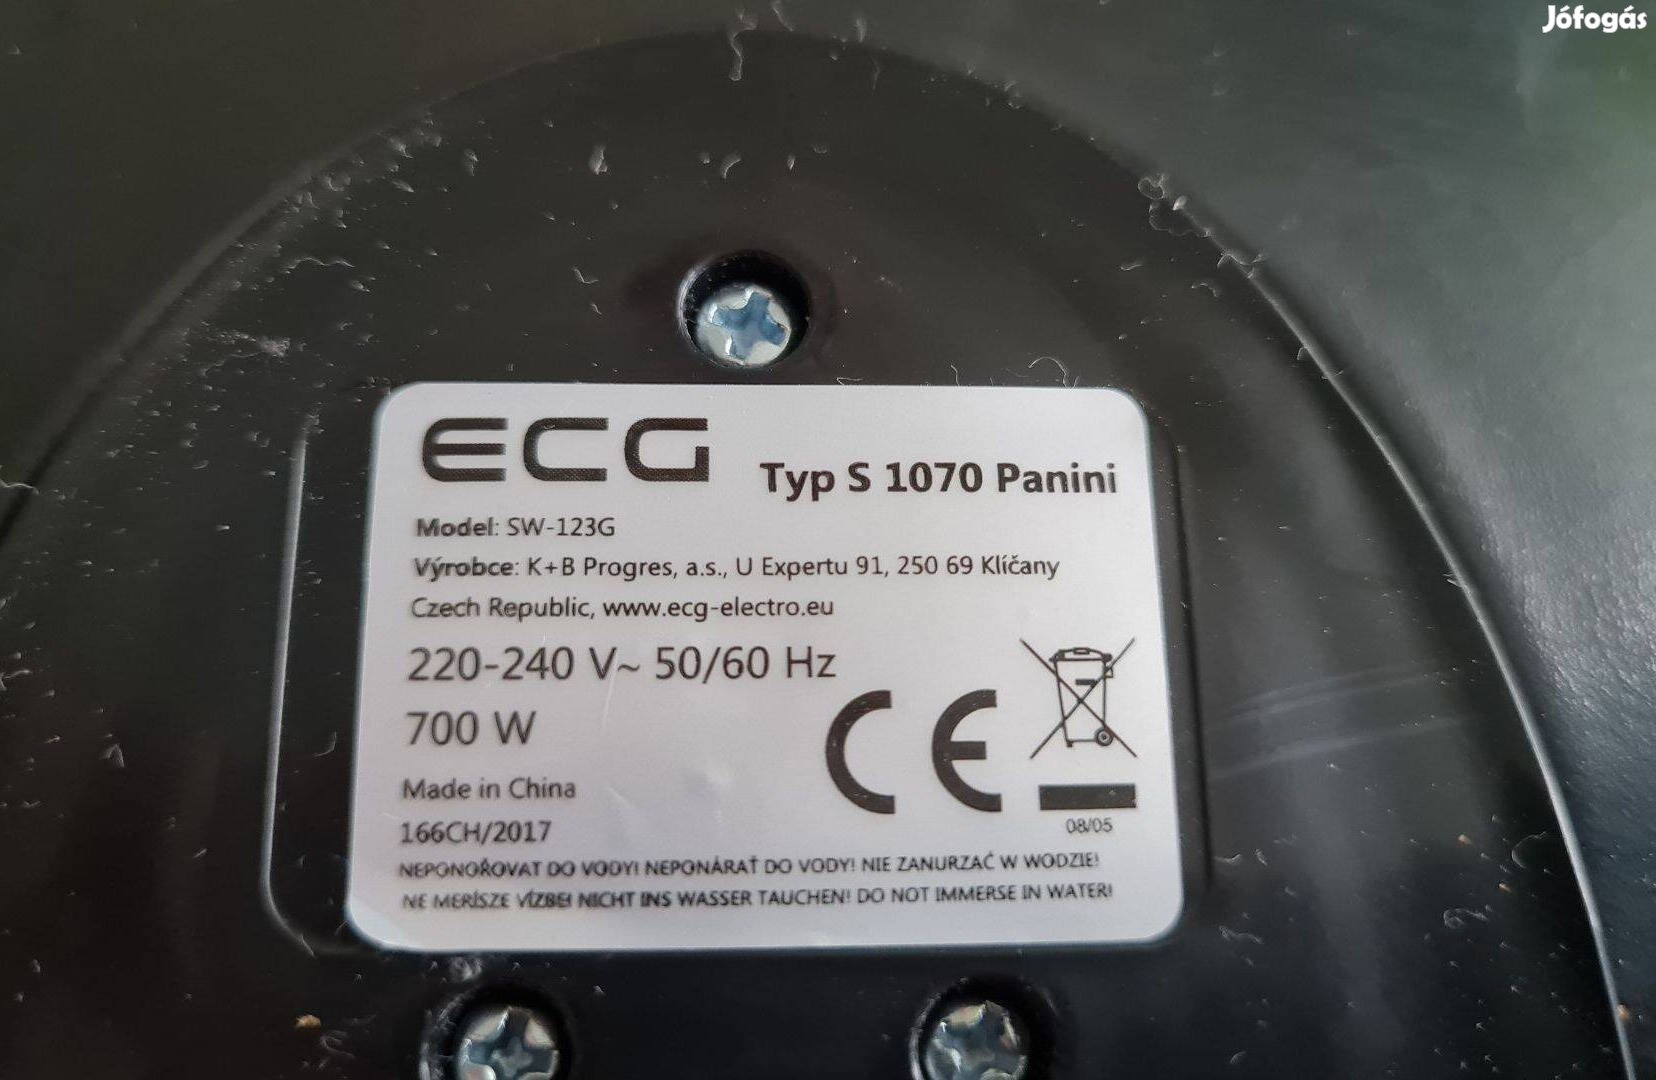 Jófogás
ECG Typ S 1070 Panini
Model: SW-123G
Výrobce: K+B Progres, a.s., U Expertu 91, 250 69 Klíčany
Czech Republic, www.ecg-electro.eu
220-240 V~ 50/60 Hz
700 W
CE
Made in China
166CH/2017
08/05
NEPONOŘOVAT DO VODY! NEPONÁRAŤ DO VODY! NIE ZANURZAĆ W WODZIE!
NE MERÍSZE VÍZBE! NICHT INS WASSER TAUCHEN! DO NOT IMMERSE IN WATER!